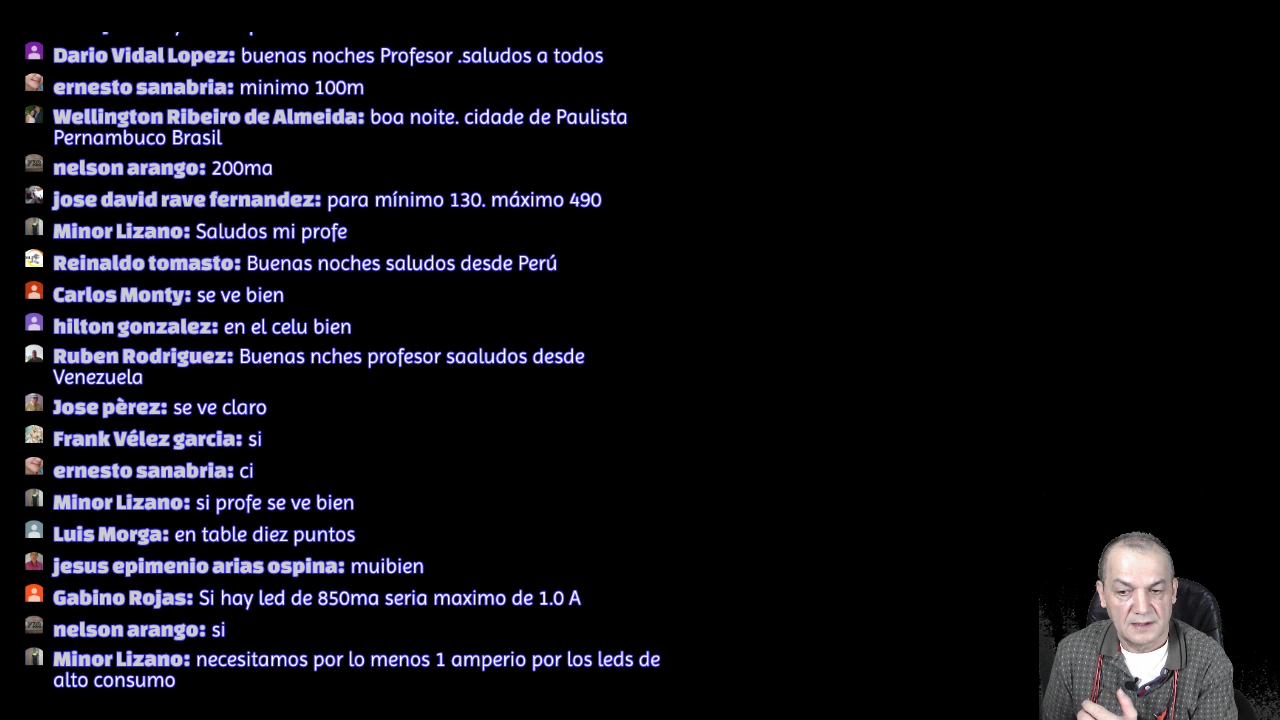 Dario Vidal Lopez: buenas noches Profesor .saludos a todos
ernesto sanabria: minimo 100m
Wellington Ribeiro de Almeida: boa noite. cidade de Paulista
Pernambuco Brasil
nelson arango: 200ma
jose david rave fernandez: para mínimo 130. máximo 490
Minor Lizano: Saludos mi profe
Reinaldo tomasto: Buenas noches saludos desde Perú
Carlos Monty: se ve bien
hilton gonzalez: en el celu bien
Ruben Rodriguez: Buenas nches profesor saaludos desde
Venezuela
Jose pèrez: se ve claro
Frank Vélez garcia: si
ernesto sanabria: ci
Minor Lizano: si profe se ve bien
Luis Morga: en table diez puntos
jesus epimenio arias ospina: muibien
Gabino Rojas: Si hay led de 850ma seria maximo de 1.0 A
nelson arango: si
Minor Lizano: necesitamos por lo menos 1 amperio por los leds de
alto consumo